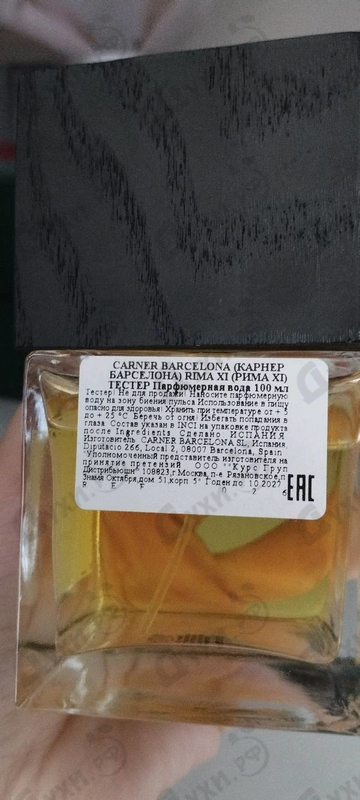 CARNER BARCELONA (КАРНЕР
БАРСЕЛОНА) RIMA XI (РИМА XI)
ТЕСТЕР Парфюмерная вода 100 мл
Тестер! Не для продажи! Наносите парфюмерную
воду на зону биения пульса Использование в пищу
опасно для здоровья! Хранить при температуре от + 5
до + 25 °C Беречь от огня! Избегать попадания в
глаза. Состав указан в INCI на упаковке продукта
после Ingredients Сделано ИСПАНИЯ
Изготовитель CARNER BARCELONA SL, Испания,
Diputacio 266, Local 2, 08007 Barcelona, Spain
"Уполномоченный представитель изготовителя на
принятие претензий ООО "Курс Груп
Дистрибьюшн" 108823, г.Москва, п-е Рязановское, п
Знамя Октября, дом 31, корп 5" Годен до 10.2027
EAC
ДУХИ.РФ